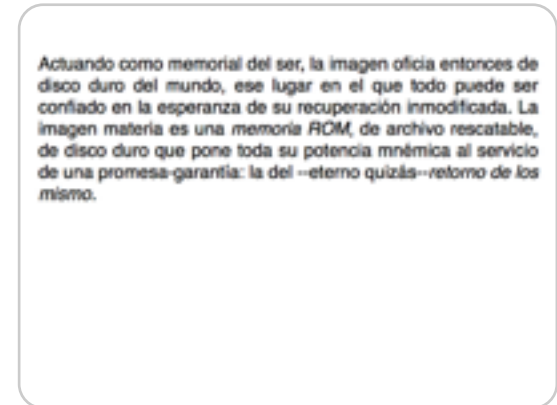 Actuando como memorial del ser, la imagen oficia entonces de
disco duro del mundo, ese lugar en el que todo puede ser
confiado en la esperanza de su recuperación inmodificada. La
imagen materia es una memoria ROM, de archivo rescatable,
de disco duro que pone toda su potencia mnémica al servicio
de una promesa-garantía: la del --eterno quizás--retorno de los
mismo.